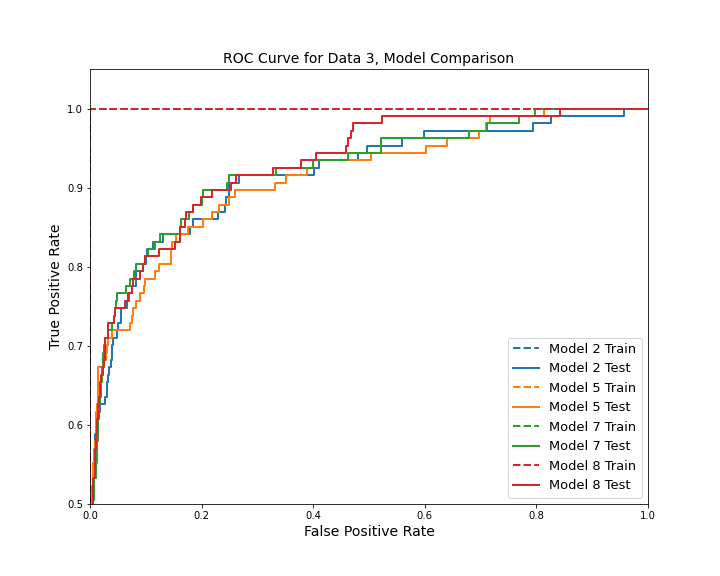 ROC Curve for Data 3, Model Comparison
True Positive Rate
1.0
0.9
0.8
0.7
0.6
0.5
0.0
0.2
0.4
0.6
0.8
1.0
False Positive Rate
Model 2 Train
Model 2 Test
Model 5 Train
Model 5 Test
Model 7 Train
Model 7 Test
Model 8 Train
Model 8 Test